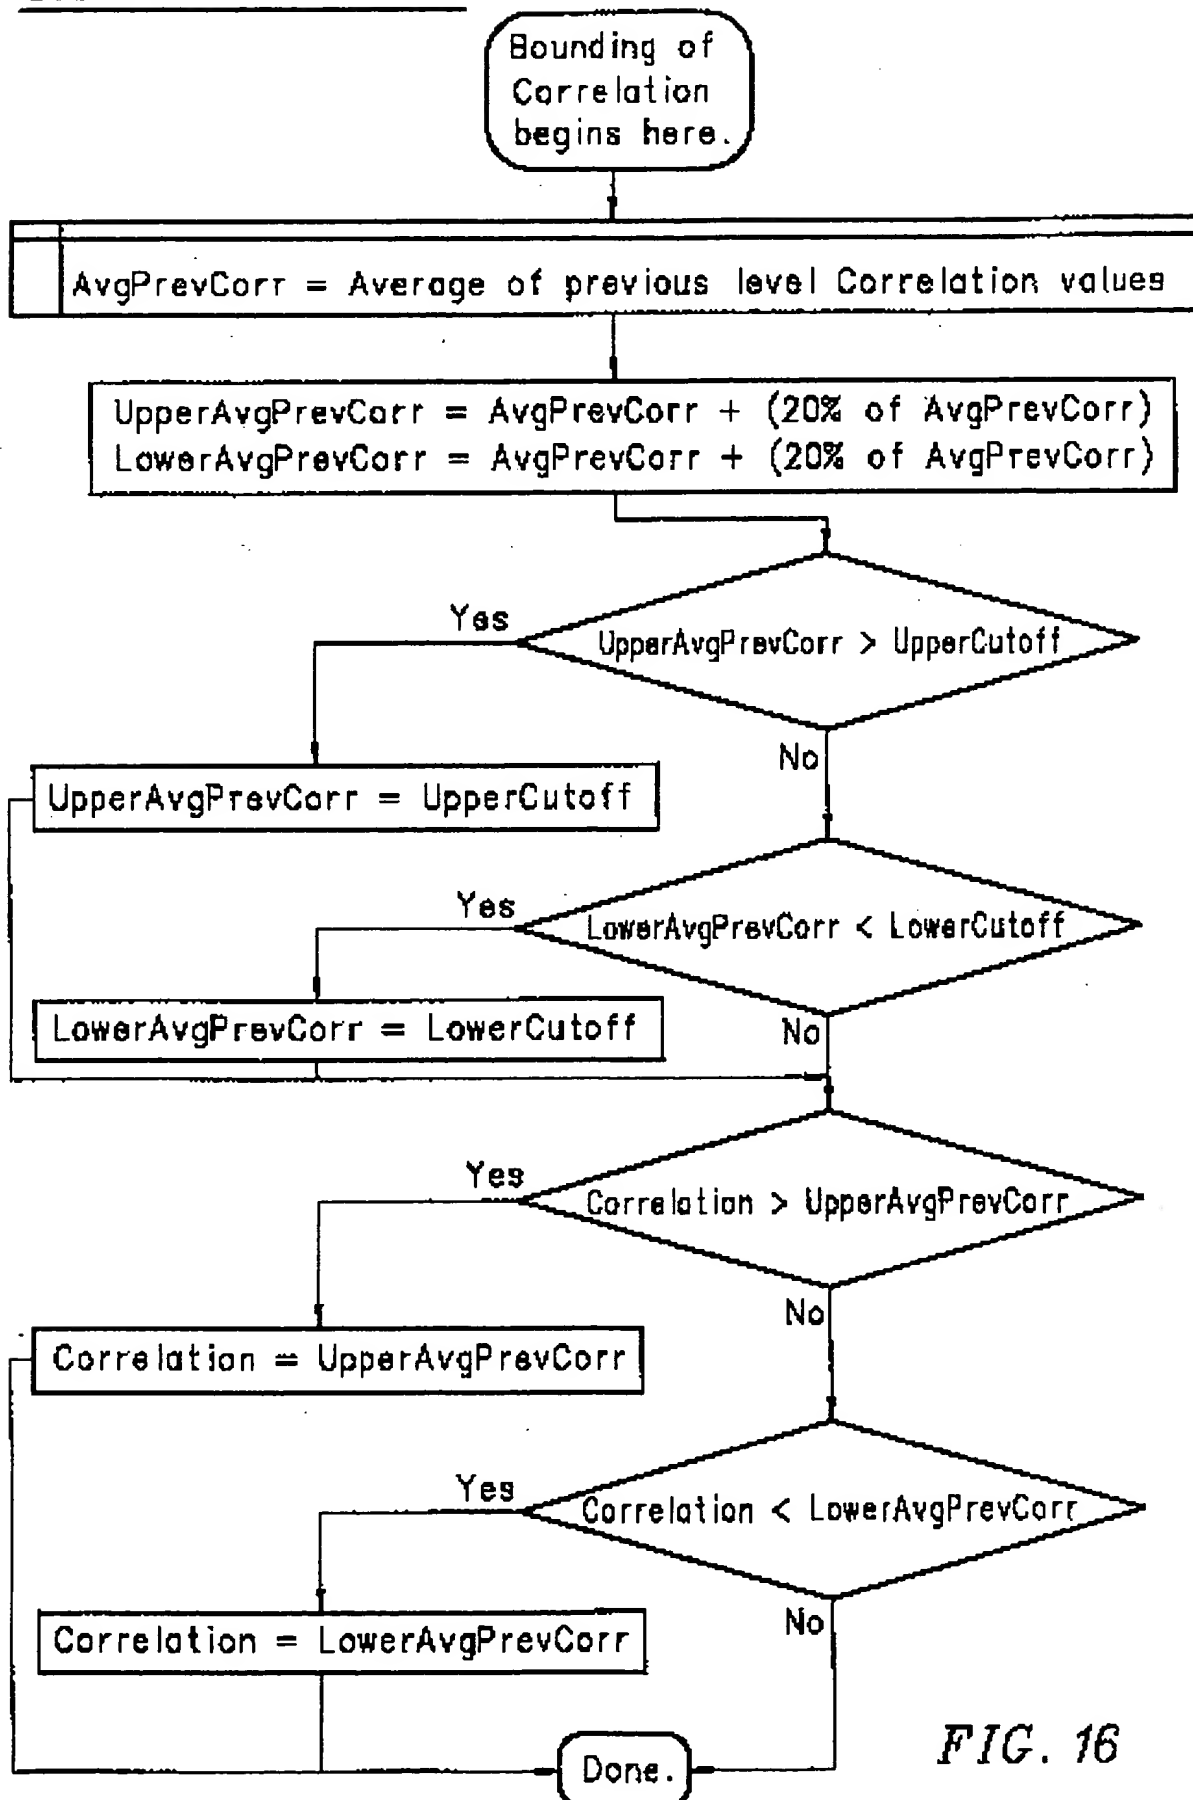 Bounding of
Correlation
begins here.
AvgPrevCorr = Average of previous level Correlation values
UpperAvgPrevCorr = AvgPrevCorr + (20% of AvgPrevCorr)
LowerAvgPrevCorr = AvgPrevCorr + (20% of AvgPrevCorr)
Yes
UpperAvgPrevCorr > UpperCutoff
No
UpperAvgPrevCorr = UpperCutoff
Yes
LowerAvgPrevCorr < LowerCutoff
LowerAvgPrevCorr = LowerCutoff
No
Yes
Correlation > UpperAvgPrevCorr
No
Correlation = UpperAvgPrevCorr
Yes
Correlation < LowerAvgPrevCorr
No
Correlation = LowerAvgPrevCorr
Done.
FIG. 16